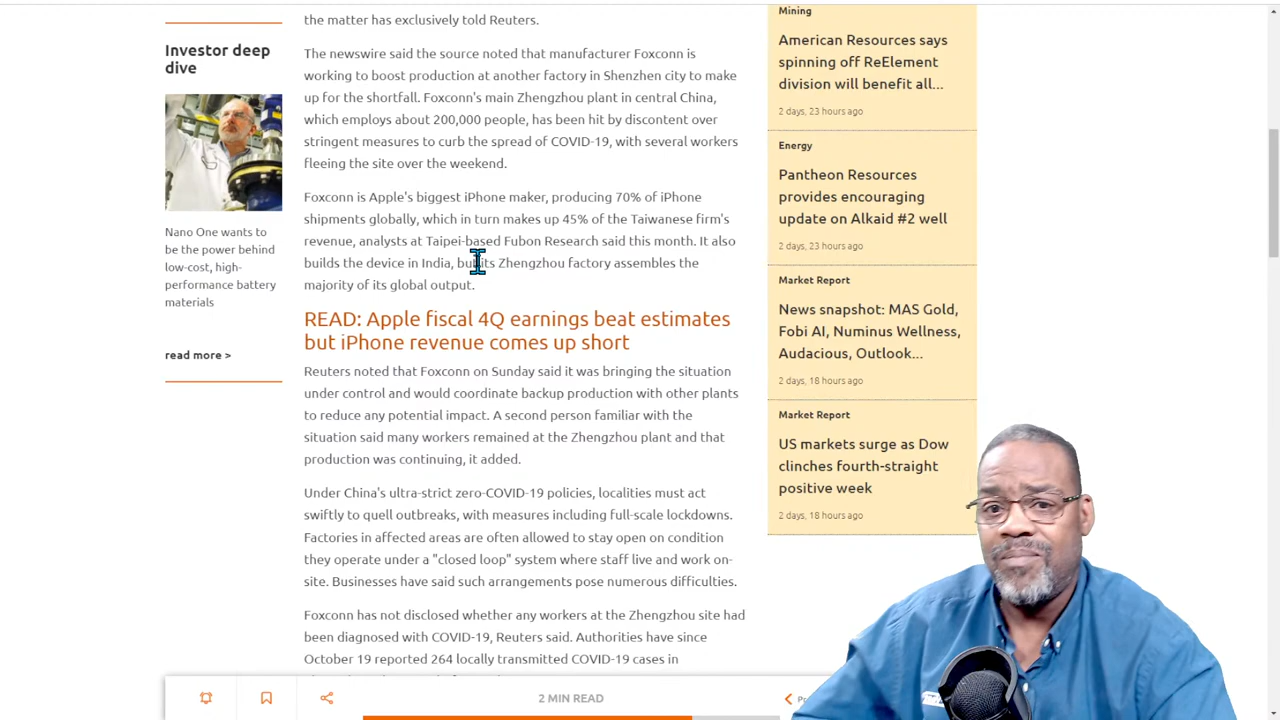 Investor deep
dive
Nano One wants to
be the power behind
low-cost, high-
performance battery
materials
read more >
the matter has exclusively told Reuters.
The newswire said the source noted that manufacturer Foxconn is
working to boost production at another factory in Shenzhen city to make
up for the shortfall. Foxconn's main Zhengzhou plant in central China,
which employs about 200,000 people, has been hit by discontent over
stringent measures to curb the spread of COVID-19, with several workers
fleeing the site over the weekend.
Foxconn is Apple's biggest iPhone maker, producing 70% of iPhone
shipments globally, which in turn makes up 45% of the Taiwanese firm's
revenue, analysts at Taipei-based Fubon Research said this month. It also
builds the device in India, but its Zhengzhou factory assembles the
majority of its global output.
READ: Apple fiscal 4Q earnings beat estimates
but iPhone revenue comes up short
Reuters noted that Foxconn on Sunday said it was bringing the situation
under control and would coordinate backup production with other plants
to reduce any potential impact. A second person familiar with the
situation said many workers remained at the Zhengzhou plant and that
production was continuing, it added.
Under China's ultra-strict zero-COVID-19 policies, localities must act
swiftly to quell outbreaks, with measures including full-scale lockdowns.
Factories in affected areas are often allowed to stay open on condition
they operate under a "closed loop" system where staff live and work on-
site. Businesses have said such arrangements pose numerous difficulties.
Foxconn has not disclosed whether any workers at the Zhengzhou site had
been diagnosed with COVID-19, Reuters said. Authorities have since
October 19 reported 264 locally transmitted COVID-19 cases in
Mining
American Resources says
spinning off ReElement
division will benefit all...
2 days, 23 hours ago
Energy
Pantheon Resources
provides encouraging
update on Alkaid #2 well
2 days, 23 hours ago
Market Report
News snapshot: MAS Gold,
Fobi AI, Numinus Wellness,
Audacious, Outlook...
2 days, 18 hours ago
Market Report
US markets surge as Dow
clinches fourth-straight
positive week
2 days, 18 hours ago
2 MIN READ